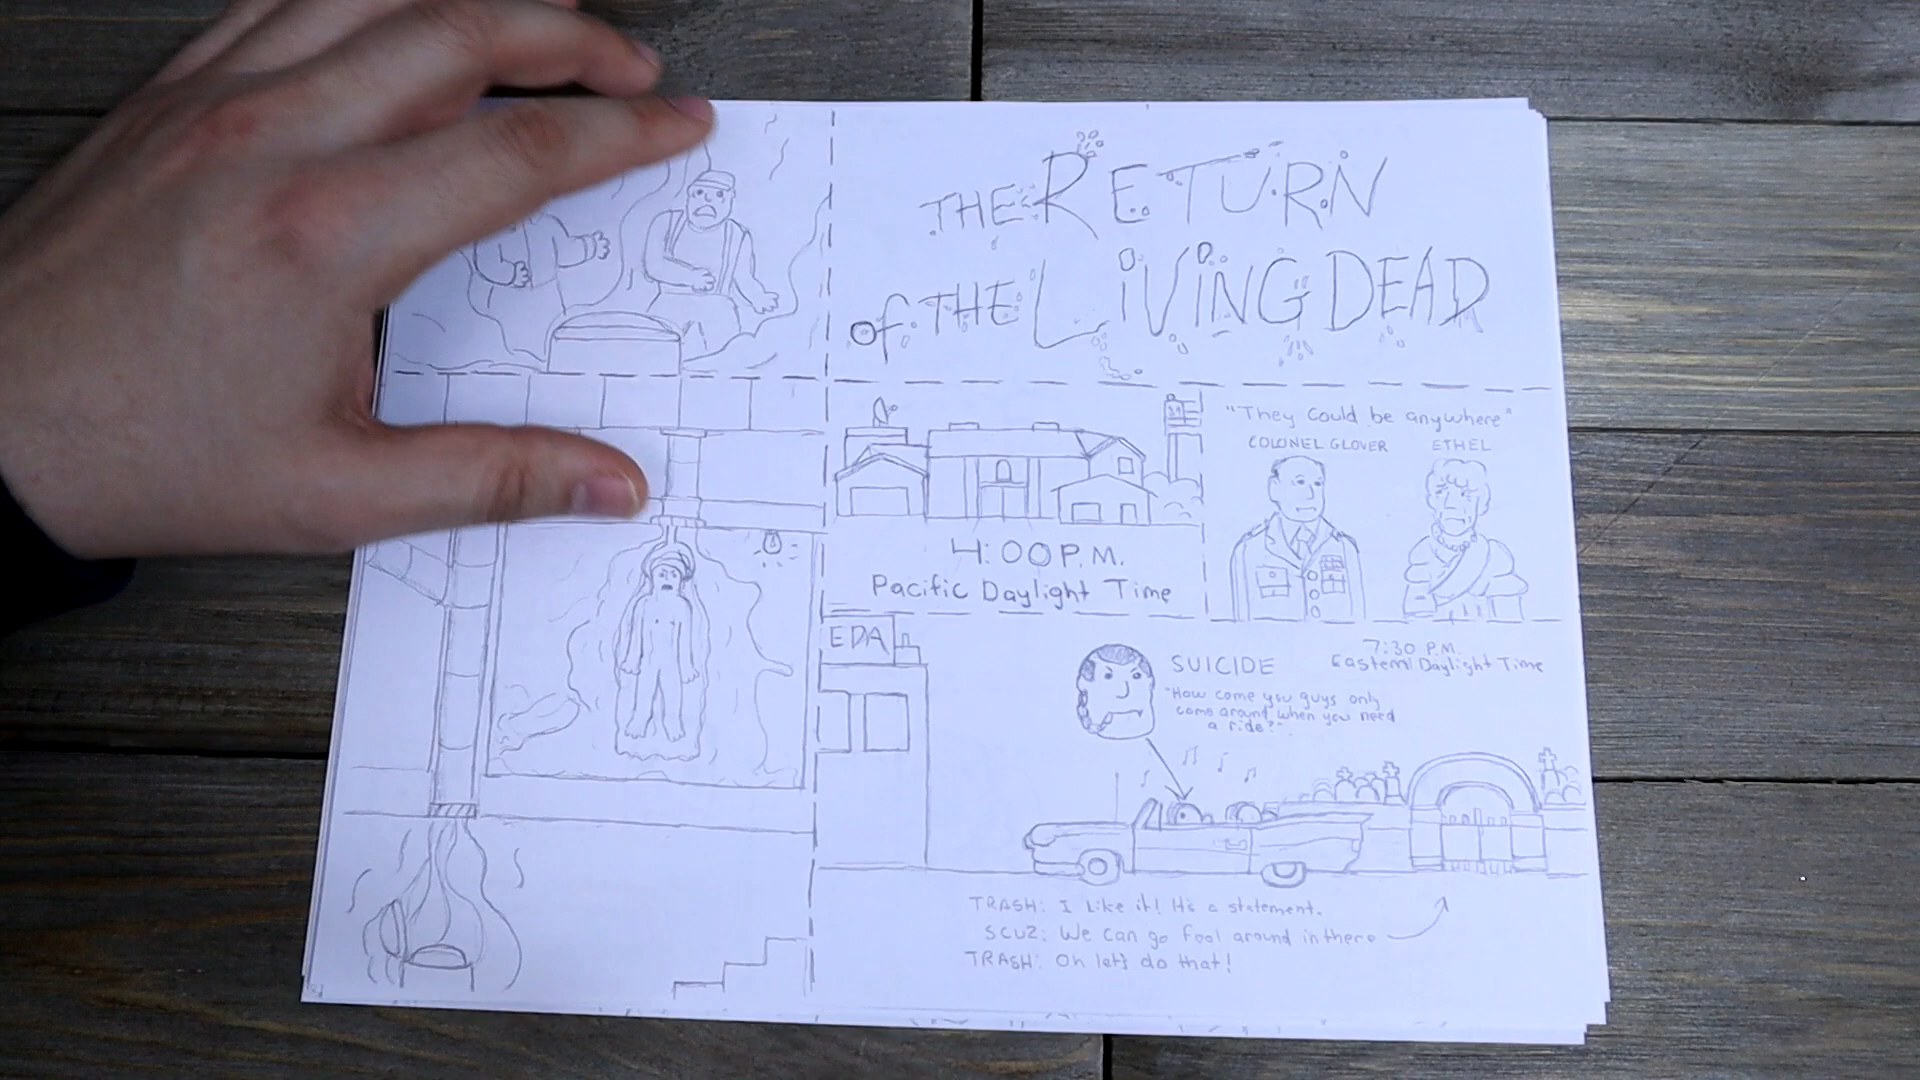 THE RETURN
of THE LIVING DEAD
4:00 P.M.
Pacific Daylight Time
"They could be anywhere"
COLONEL GLOVER
ETHEL
EDA
SUICIDE
"How come you guys only
come around when you need
a ride?"
7:30 P.M.
Eastern Daylight Time
TRASH: I like it! It's a statement.
SCUZ: We can go fool around in there
TRASH: Oh let's do that!